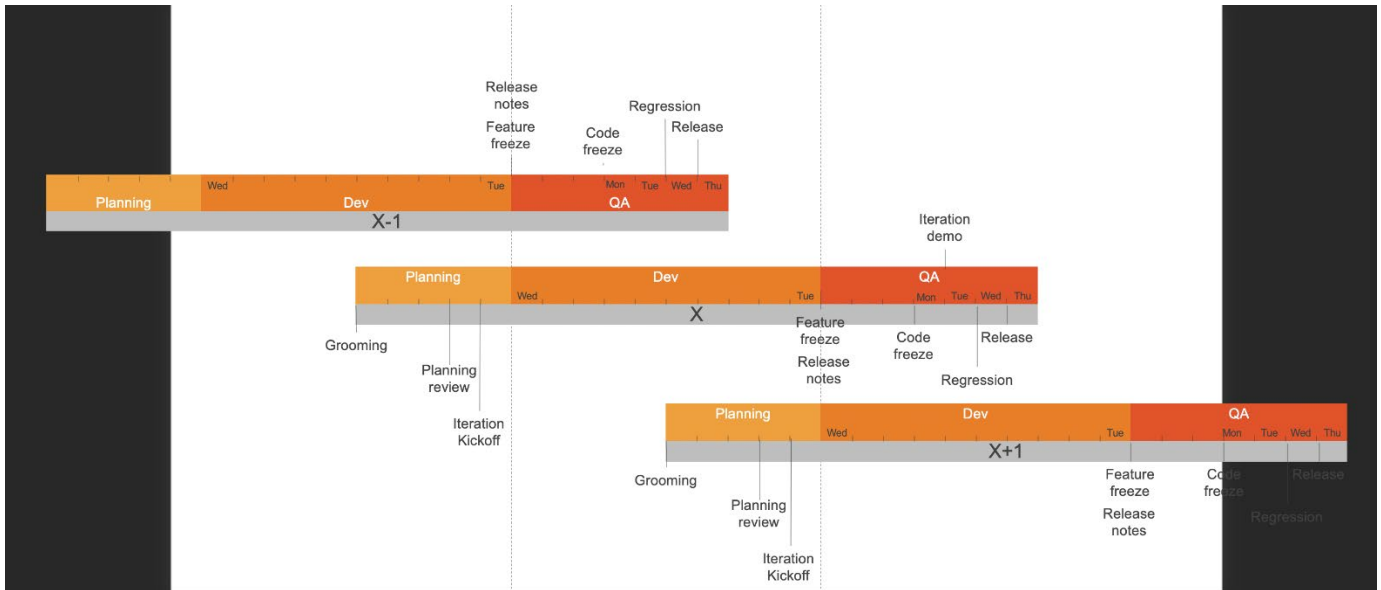 Release
notes
Feature
freeze
Code
freeze
Regression
Release
Wed
Tue
Mon
Tue
Wed
Thu
Planning
Dev
QA
X-1
Iteration
demo
Planning
Dev
QA
Wed
Tue
Mon
Tue
Wed
Thu
X
Grooming
Planning
review
Iteration
Kickoff
Feature
freeze
Release
notes
Code
freeze
Release
Regression
Planning
Dev
QA
Wed
Tue
Mon
Tue
Wed
Thu
X+1
Grooming
Planning
review
Iteration
Kickoff
Feature
freeze
Release
notes
Code
freeze
Release
Regression